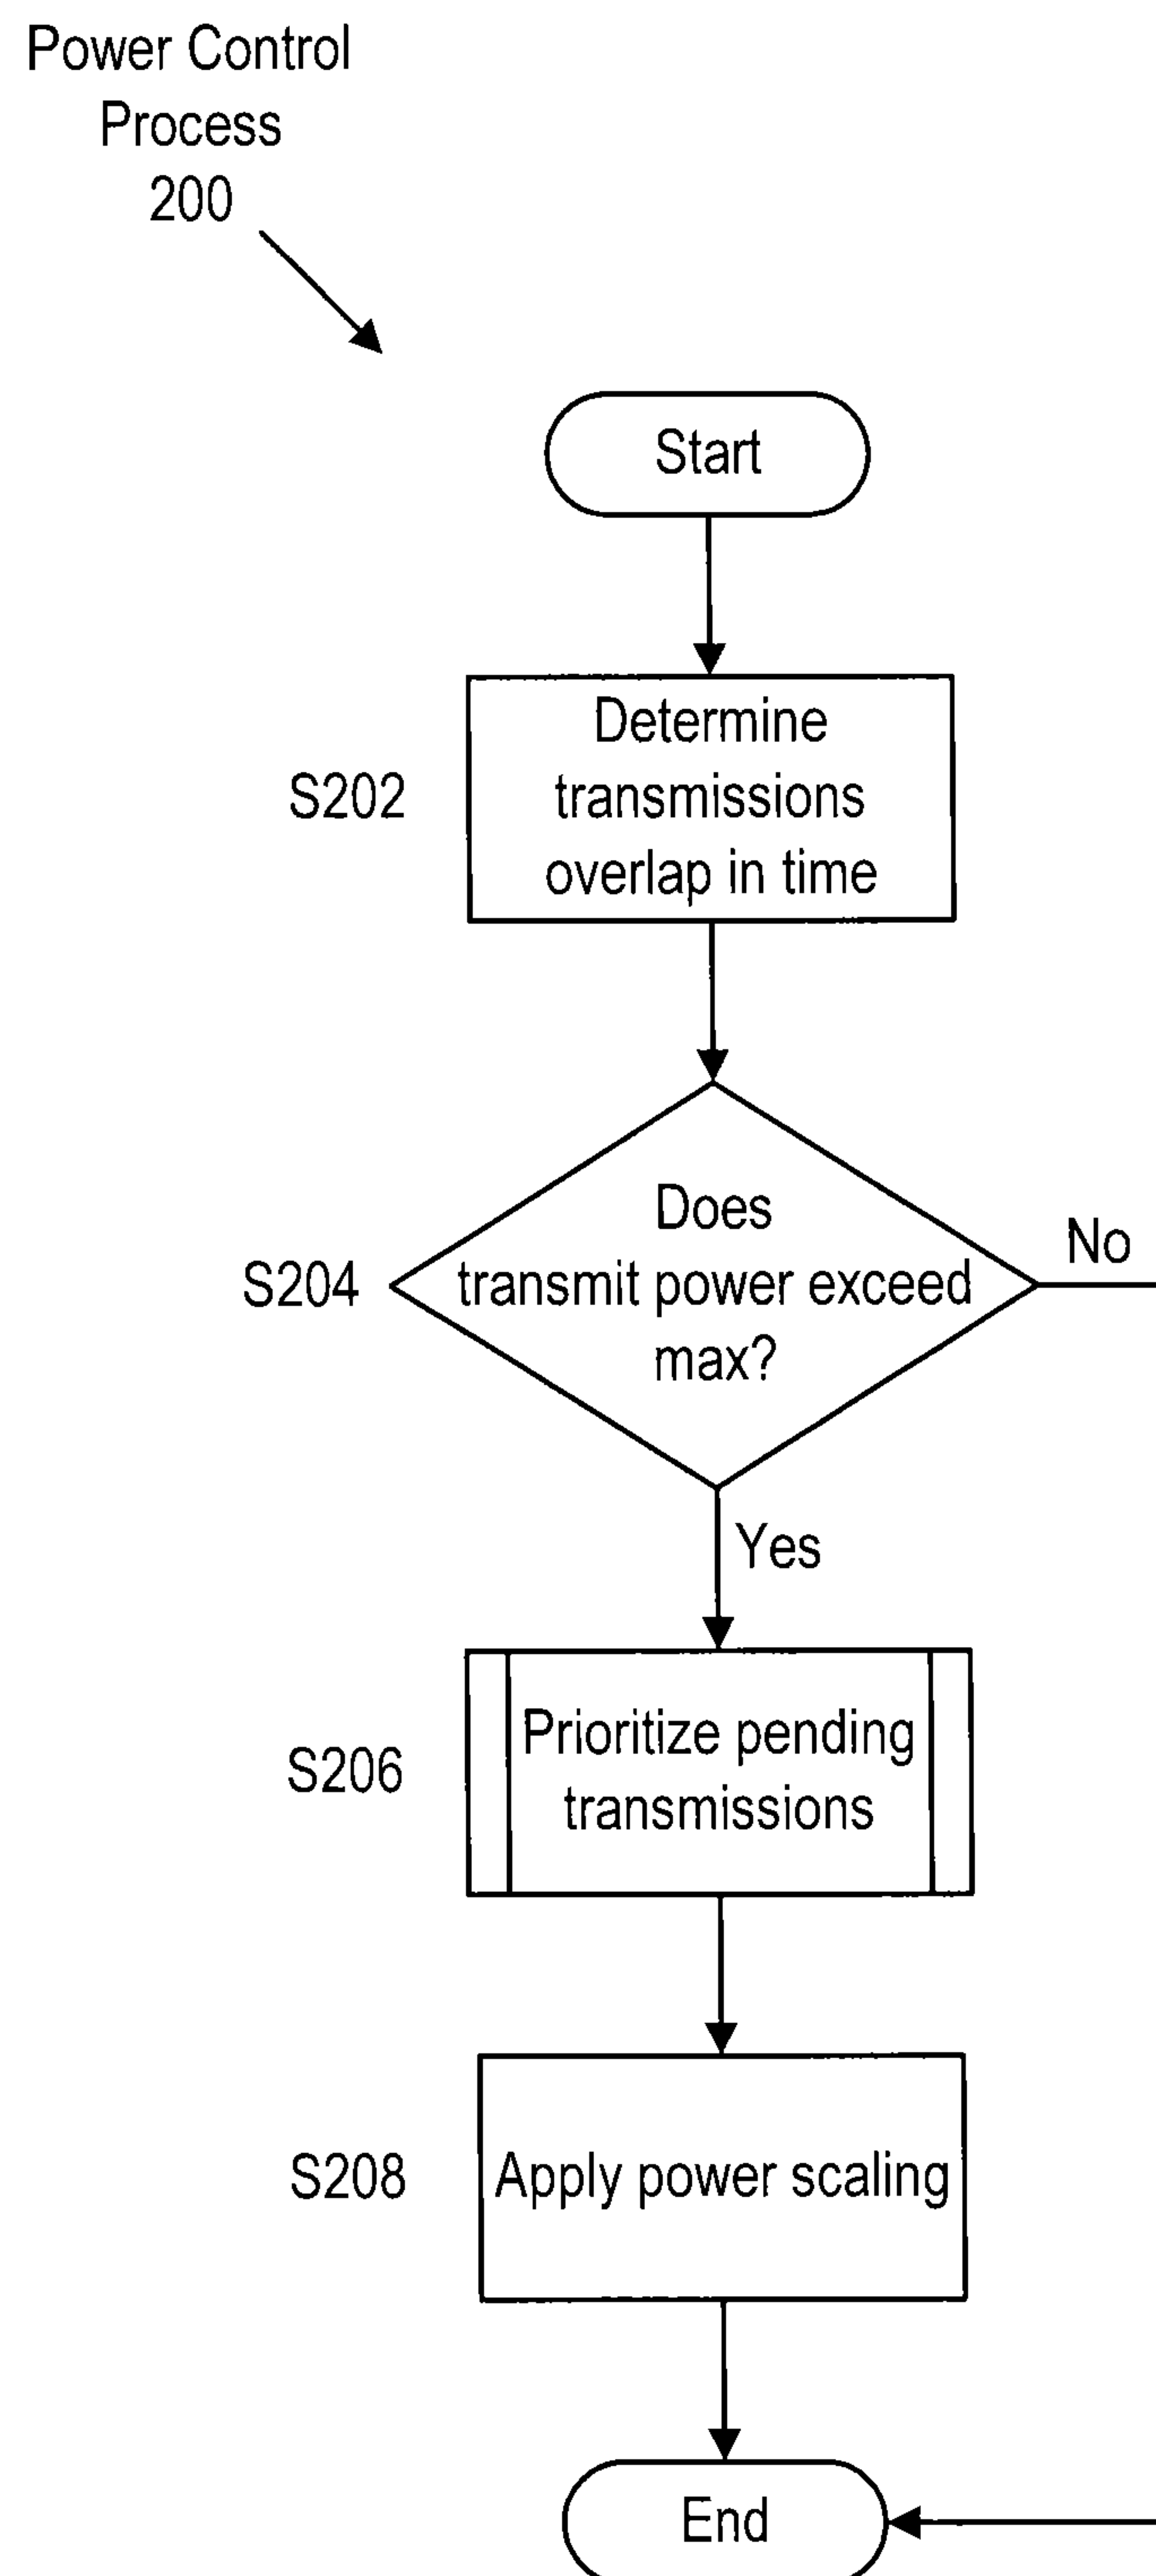 Power Control
Process
200
Start
S202
Determine
transmissions
overlap in time
S204
Does
transmit power exceed
max?
No
Yes
S206
Prioritize pending
transmissions
S208
Apply power scaling
End